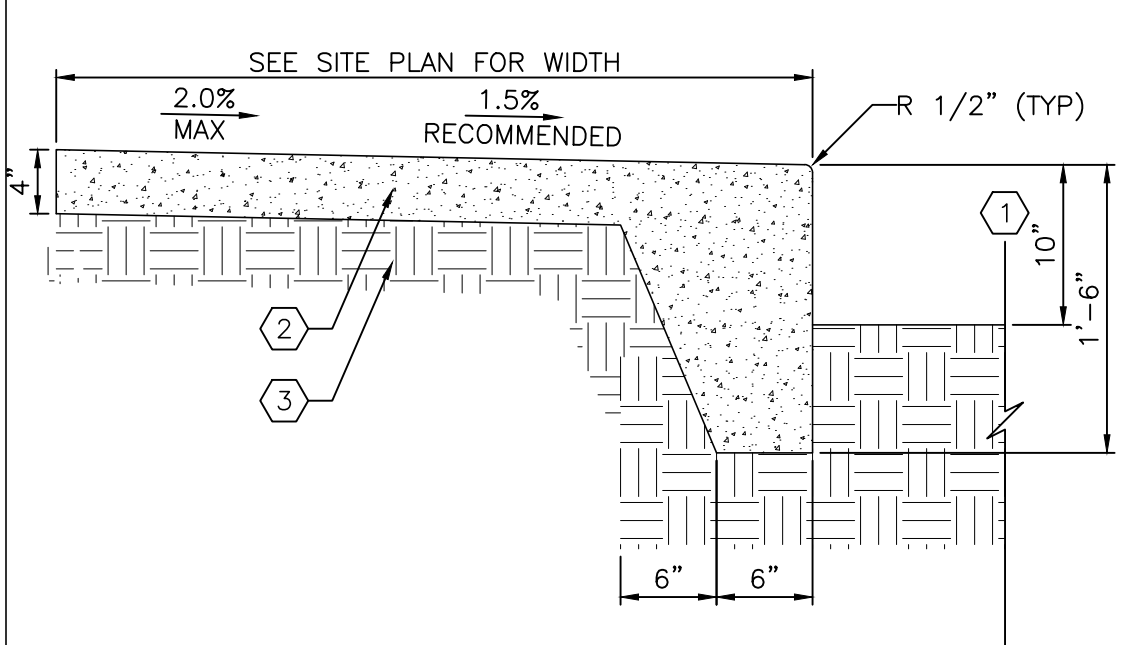 SEE SITE PLAN FOR WIDTH
2.0%
MAX
1.5%
RECOMMENDED
R 1/2" (TYP)
4"
1
10"
1'-6"
2
3
6"
6"